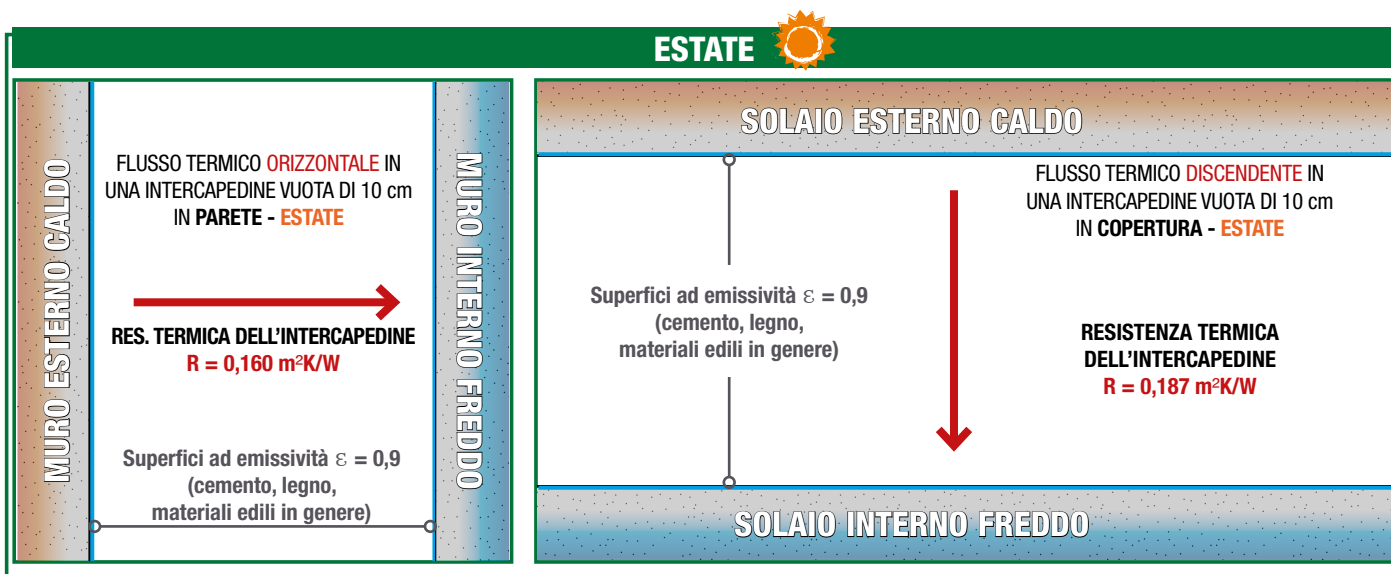 ESTATE
MURO ESTERNO CALDO
FLUSSO TERMICO ORIZZONTALE IN
UNA INTERCAPEDINE VUOTA DI 10 cm
IN PARETE - ESTATE
RES. TERMICA DELL'INTERCAPEDINE
R = 0,160 m²K/W
Superfici ad emissività ε = 0,9
(cemento, legno,
materiali edili in genere)
MURO INTERNO FREDDO
SOLAIO ESTERNO CALDO
Superfici ad emissività ε = 0,9
(cemento, legno,
materiali edili in genere)
FLUSSO TERMICO DISCENDENTE IN
UNA INTERCAPEDINE VUOTA DI 10 cm
IN COPERTURA - ESTATE
RESISTENZA TERMICA
DELL'INTERCAPEDINE
R = 0,187 m²K/W
SOLAIO INTERNO FREDDO